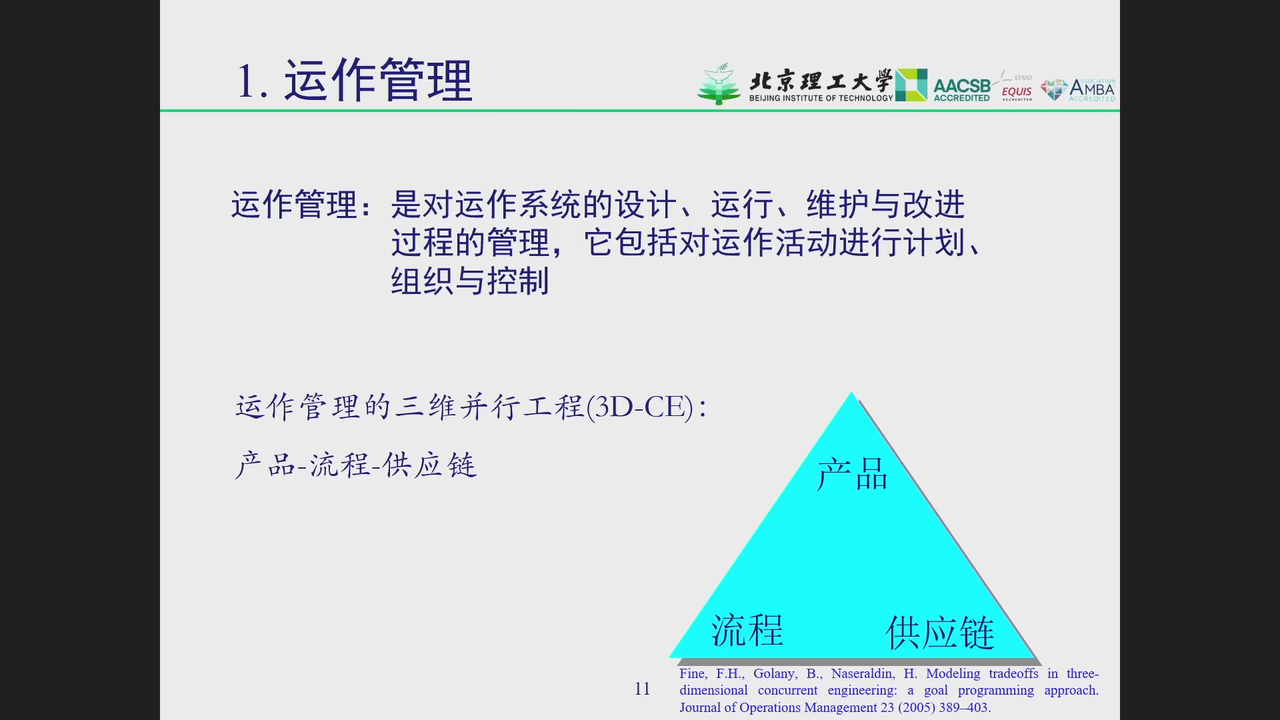 1. 运作管理
北京理工大学
BEIJING INSTITUTE OF TECHNOLOGY
AACSB
ACCREDITED
EFMD
EQUIS
ACCREDITED
ASSOCIATION
AMBA
ACCREDITED
运作管理：是对运作系统的设计、运行、维护与改进
过程的管理，它包括对运作活动进行计划、
组织与控制
运作管理的三维并行工程(3D-CE)：
产品-流程-供应链
产品
流程
供应链
Fine, F.H., Golany, B., Naseraldin, H. Modeling tradeoffs in three-
dimensional concurrent engineering: a goal programming approach.
Journal of Operations Management 23 (2005) 389–403.
11